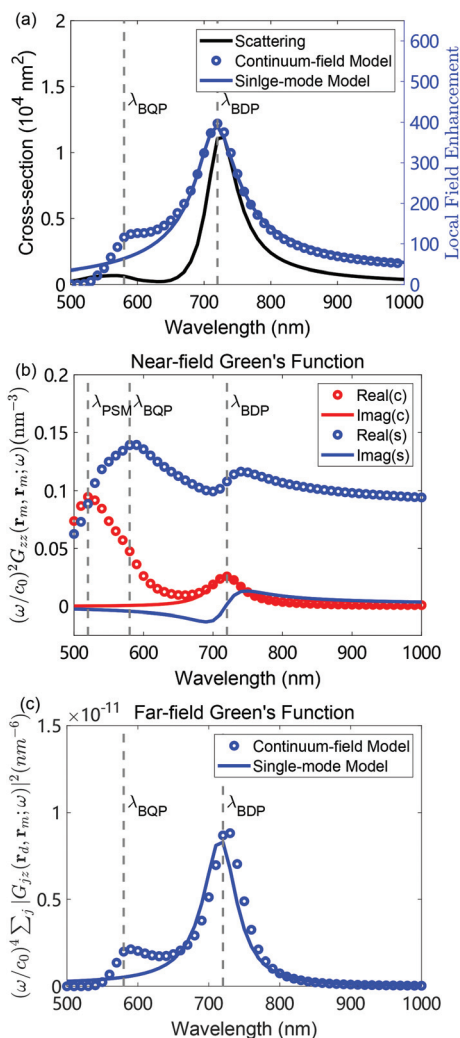 (a)
Scattering
Continuum-field Model
Sinlge-mode Model
λBQP
λBDP
Cross-section (10⁴ nm²)
2
1.5
1
0.5
0
600
500
400
300
200
100
0
Local Field Enhancement
500 600 700 800 900 1000
Wavelength (nm)
(b)
Near-field Green's Function
Real(c)
Imag(c)
Real(s)
Imag(s)
λPSM
λBQP
λBDP
(ω/c₀)²Gzz(rm, rm; ω)(nm⁻³)
0.2
0.15
0.1
0.05
0
500 600 700 800 900 1000
Wavelength (nm)
(c)
×10⁻¹¹
Far-field Green's Function
Continuum-field Model
Single-mode Model
λBQP
λBDP
(ω/c₀)⁴ ∑j |Gjz(rd, rm; ω)|²(nm⁻⁶)
1.5
1
0.5
0
500 600 700 800 900 1000
Wavelength (nm)